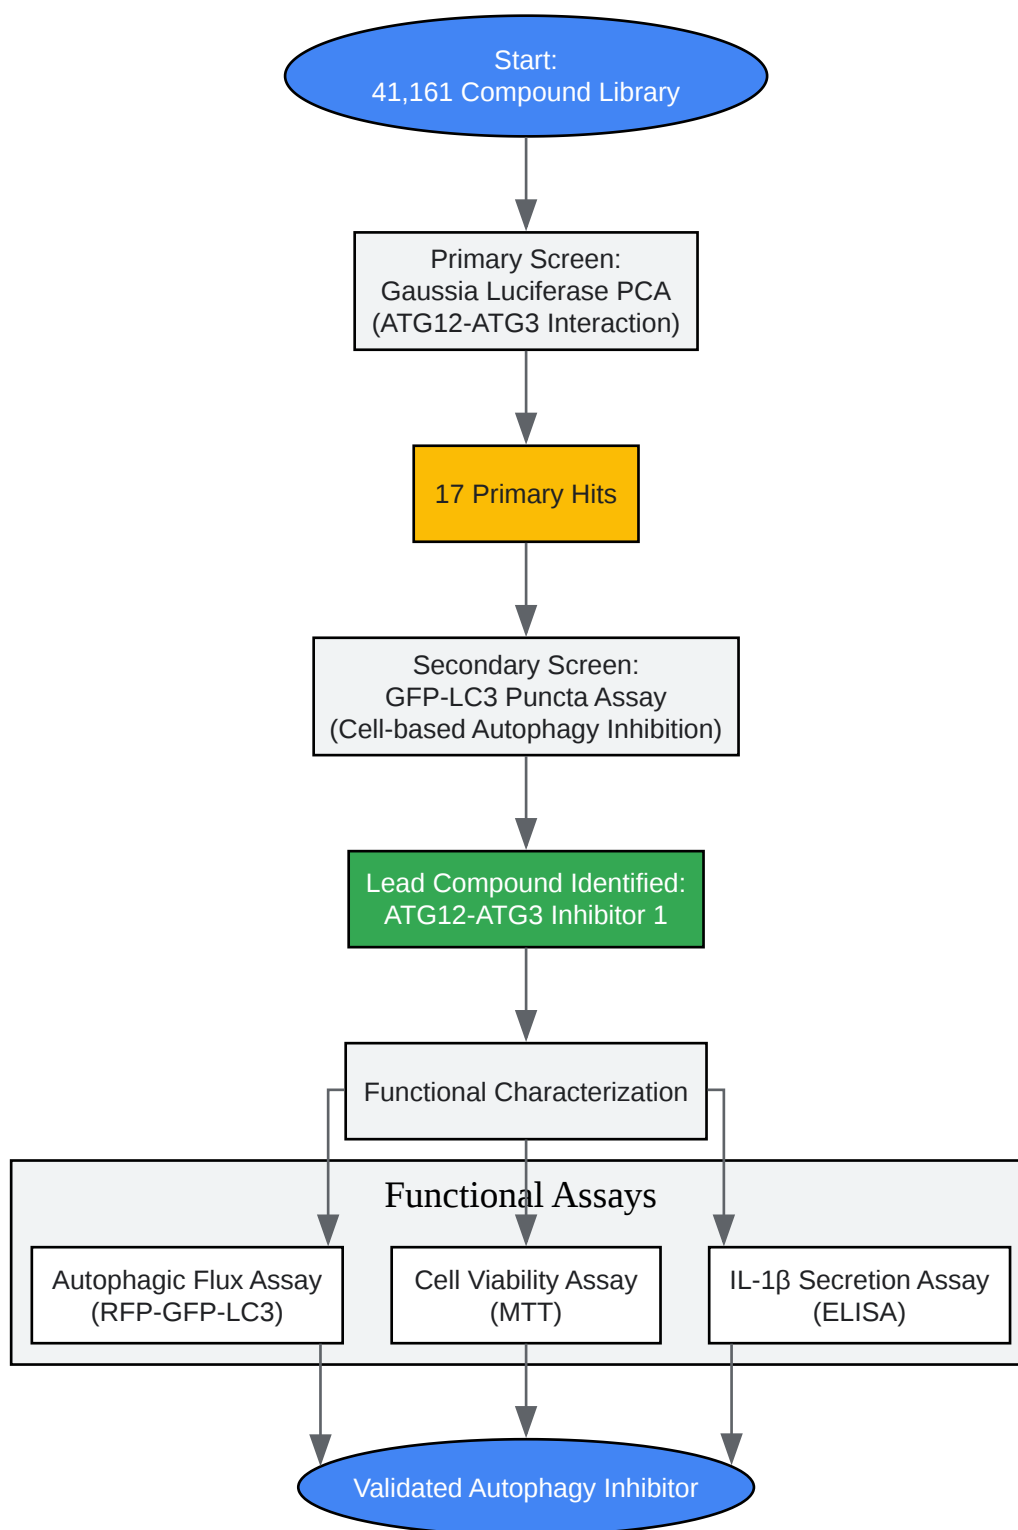 Start:
41,161 Compound Library
Primary Screen:
Gaussia Luciferase PCA
(ATG12-ATG3 Interaction)
17 Primary Hits
Secondary Screen:
GFP-LC3 Puncta Assay
(Cell-based Autophagy Inhibition)
Lead Compound Identified:
ATG12-ATG3 Inhibitor 1
Functional Characterization
Functional Assays
Autophagic Flux Assay
(RFP-GFP-LC3)
Cell Viability Assay
(MTT)
IL-1β Secretion Assay
(ELISA)
Validated Autophagy Inhibitor